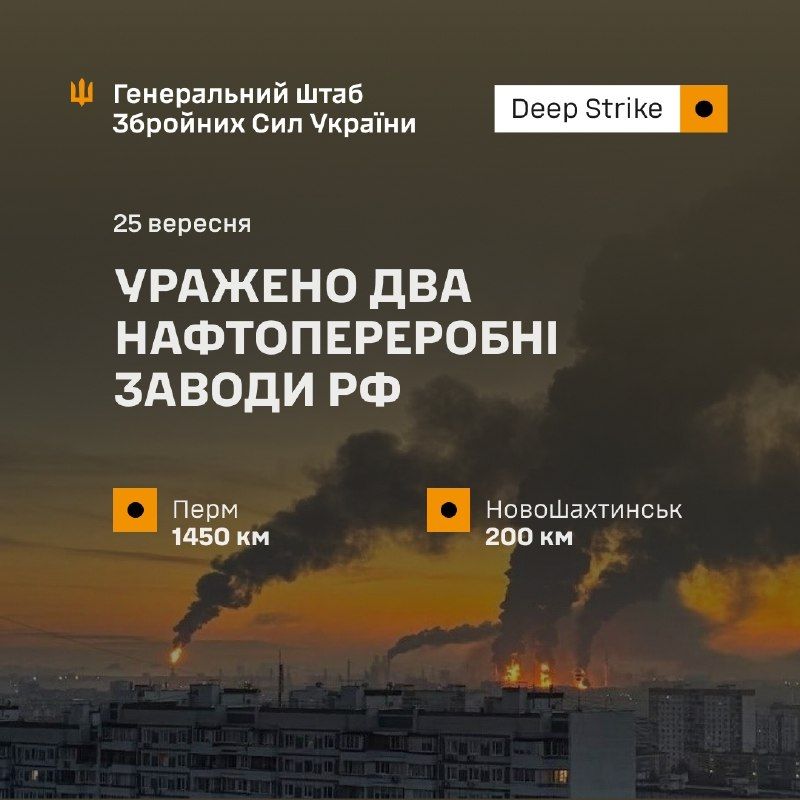 Генеральний Штаб
Збройних Сил України
Deep Strike
25 вересня
УРАЖЕНО ДВА
НАФТОПЕРЕРОБНІ
ЗАВОДИ РФ
Перм
1450 км
Новошахтинськ
200 км